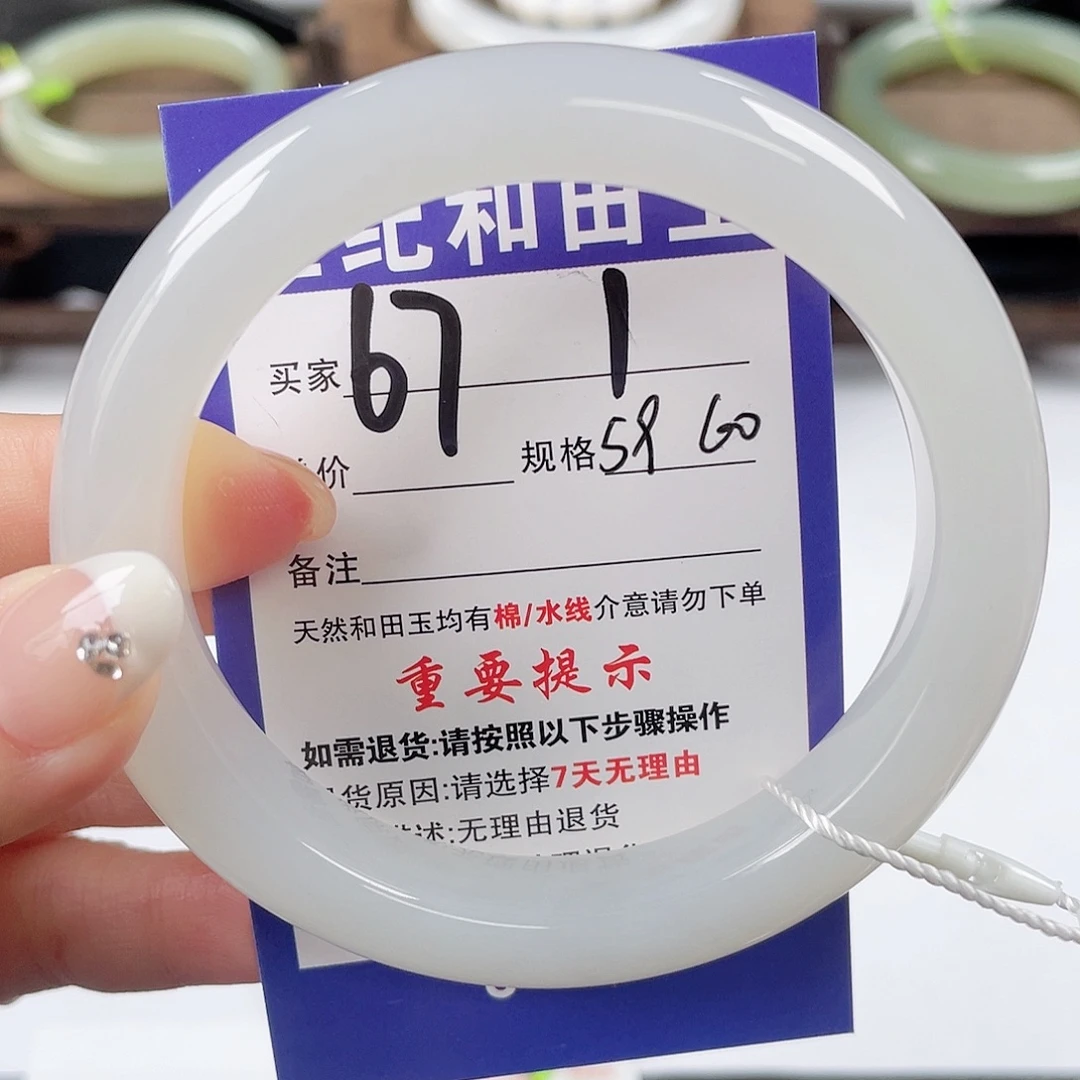 纪和田玉
买家 67 1
价 规格 59 60
备注
天然和田玉均有棉/水线介意请勿下单
重要提示
如需退货:请按照以下步骤操作
货原因:请选择7天无理由
述:无理由退货